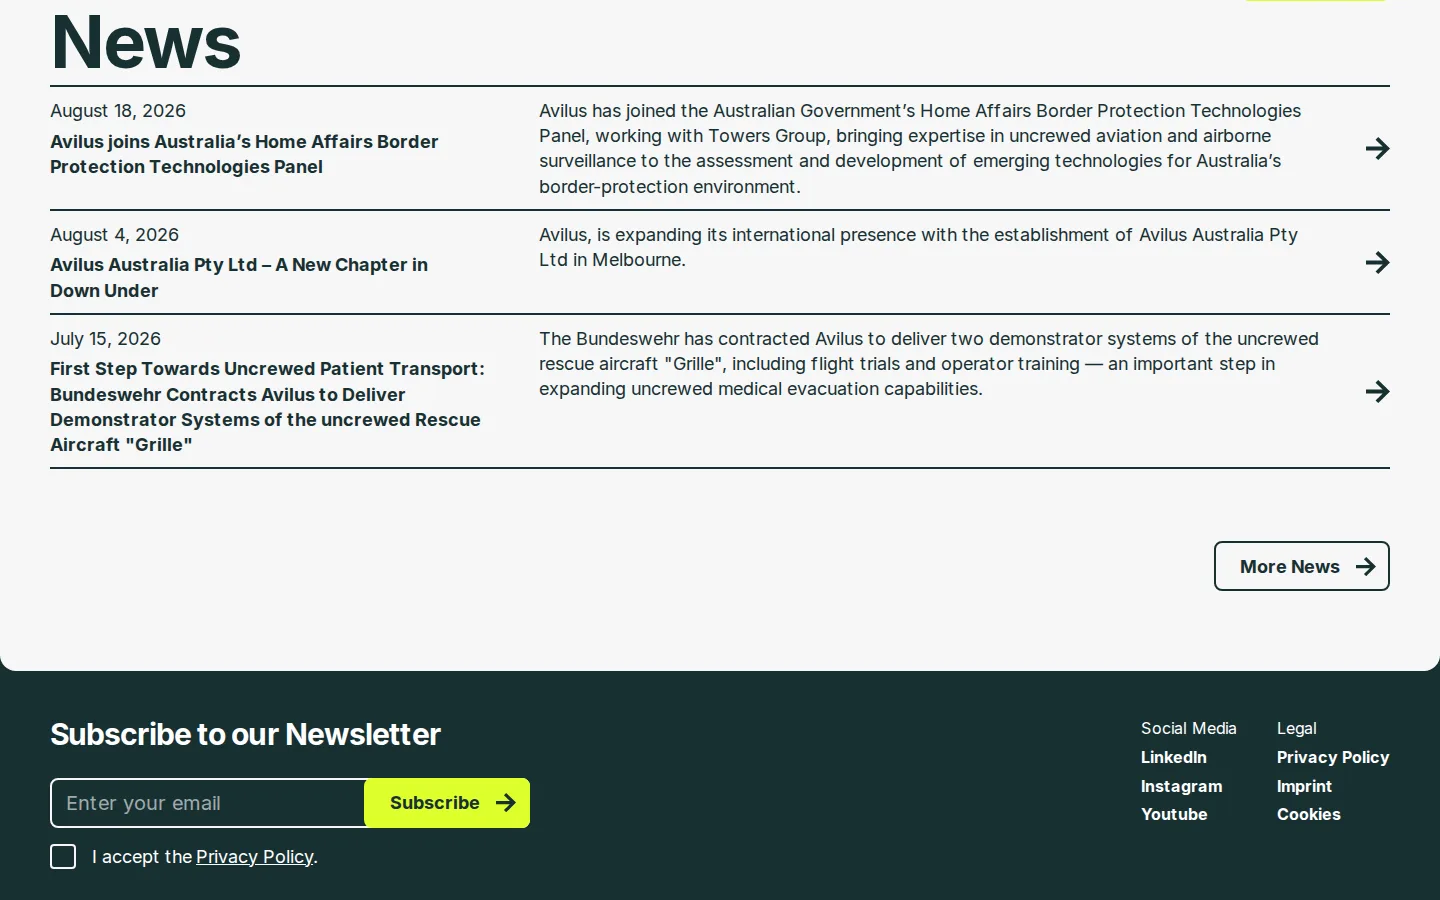 News
August 18, 2026
Avilus joins Australia’s Home Affairs Border
Protection Technologies Panel
Avilus has joined the Australian Government’s Home Affairs Border Protection Technologies
Panel, working with Towers Group, bringing expertise in uncrewed aviation and airborne
surveillance to the assessment and development of emerging technologies for Australia’s
border-protection environment.
August 4, 2026
Avilus Australia Pty Ltd – A New Chapter in
Down Under
Avilus, is expanding its international presence with the establishment of Avilus Australia Pty
Ltd in Melbourne.
July 15, 2026
First Step Towards Uncrewed Patient Transport:
Bundeswehr Contracts Avilus to Deliver
Demonstrator Systems of the uncrewed Rescue
Aircraft "Grille"
The Bundeswehr has contracted Avilus to deliver two demonstrator systems of the uncrewed
rescue aircraft "Grille", including flight trials and operator training — an important step in
expanding uncrewed medical evacuation capabilities.
More News
Subscribe to our Newsletter
Enter your email
Subscribe
I accept the Privacy Policy.
Social Media
LinkedIn
Instagram
Youtube
Legal
Privacy Policy
Imprint
Cookies